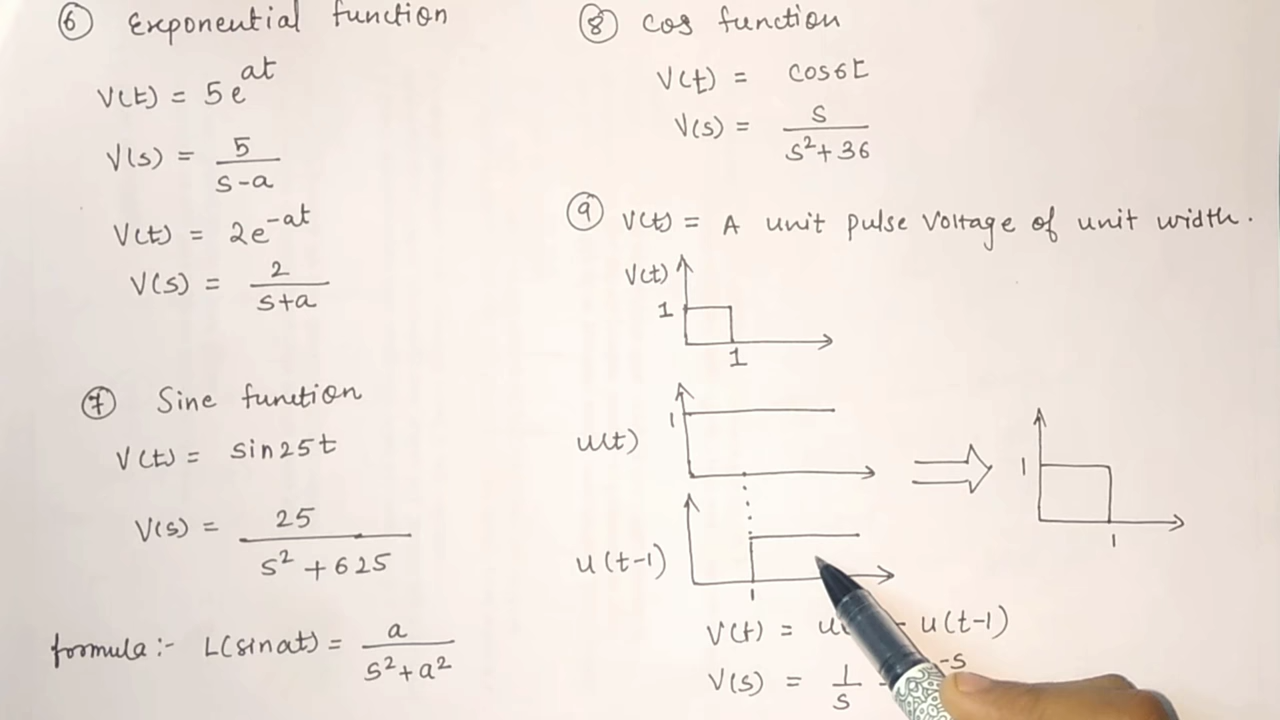 ⑥ Exponential function
V(t) = 5e^at
V(s) = 5/(s-a)
V(t) = 2e^-at
V(s) = 2/(s+a)
⑦ Sine function
V(t) = sin25t
V(s) = 25/(s²+625)
formula:- L(sinat) = a/(s²+a²)
⑧ cos function
V(t) = cos6t
V(s) = s/(s²+36)
⑨ V(t) = A unit pulse voltage of unit width.
V(t)
1
1
1
u(t)
u(t-1)
1
1
1
V(t) = u - u(t-1)
V(s) = 1/s - -s